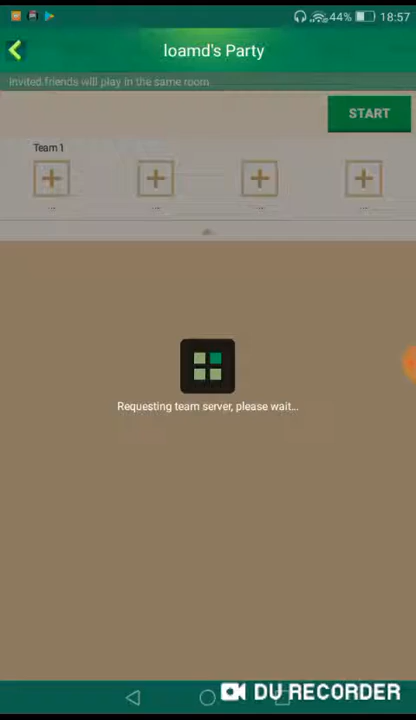 44% 18:57
loamd's Party
Invited friends will play in the same room
START
Team 1
...
...
...
...
Requesting team server, please wait...
DU RECORDER